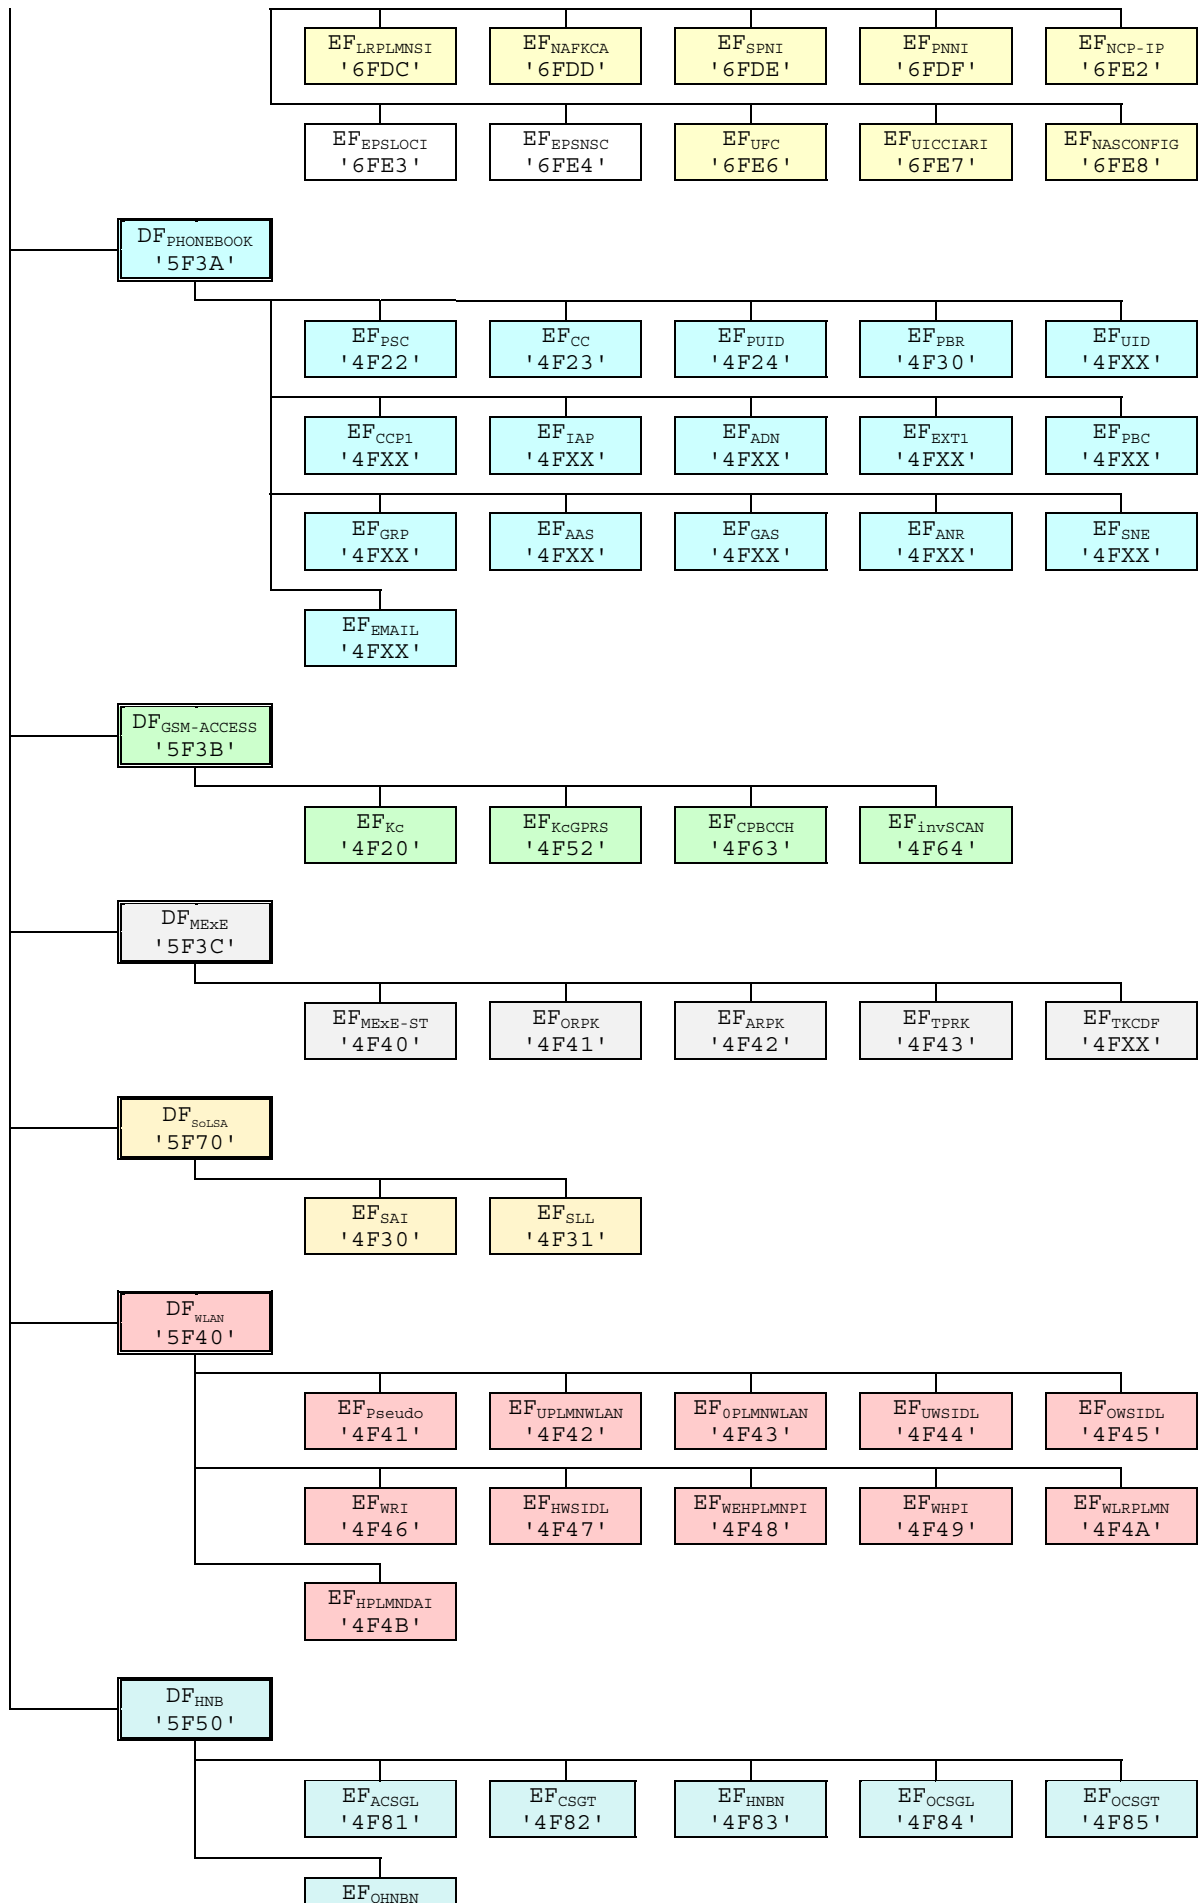 EFLRPLMNSI EFNAFKCA EFSPNI EFPNNI EFNCP-IP
'6FDC' '6FDD' '6FDE' '6FDF' '6FE2'
EFEPSLOCI EFEPSNSC EFUFC EFUICCIARI EFNASCONFIG
'6FE3' '6FE4' '6FE6' '6FE7' '6FE8'
DFPHONEBOOK
'5F3A'
EFPSC EFCC EFPUID EFPBR EFUID
'4F22' '4F23' '4F24' '4F30' '4FXX'
EFCCP1 EFIAP EFADN EFEXT1 EFPBC
'4FXX' '4FXX' '4FXX' '4FXX' '4FXX'
EFGRP EFAAS EFGAS EFANR EFSNE
'4FXX' '4FXX' '4FXX' '4FXX' '4FXX'
EFEMAIL
'4FXX'
DFGSM-ACCESS
'5F3B'
EFKc EFKcGPRS EFCPBCCH EFinvSCAN
'4F20' '4F52' '4F63' '4F64'
DFMExE
'5F3C'
EFMExE-ST EFORPK EFARPK EFTPRK EFTKCDF
'4F40' '4F41' '4F42' '4F43' '4FXX'
DFSoLSA
'5F70'
EFSAI EFSLL
'4F30' '4F31'
DFWLAN
'5F40'
EFPseudo EFUPLMNWLAN EF0PLMNWLAN EFUWSIDL EFOWSIDL
'4F41' '4F42' '4F43' '4F44' '4F45'
EFWRI EFHWSIDL EFWEHPLMNPI EFWHPI EFWLRPLMN
'4F46' '4F47' '4F48' '4F49' '4F4A'
EFHPLMNDAI
'4F4B'
DFHNB
'5F50'
EFACSGL EFCSGT EFHNBN EFOCSGL EFOCSGT
'4F81' '4F82' '4F83' '4F84' '4F85'
EFOHNBN